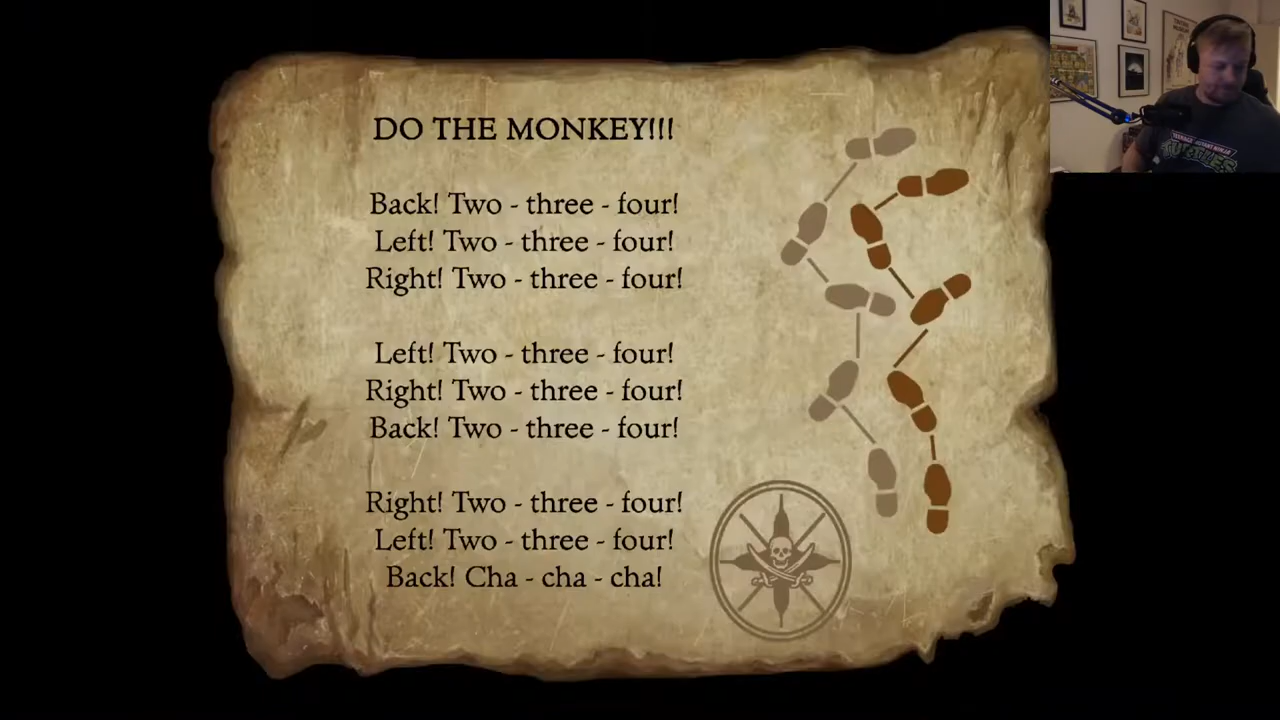 DO THE MONKEY!!!
Back! Two - three - four!
Left! Two - three - four!
Right! Two - three - four!
Left! Two - three - four!
Right! Two - three - four!
Back! Two - three - four!
Right! Two - three - four!
Left! Two - three - four!
Back! Cha - cha - cha!
TURTLES